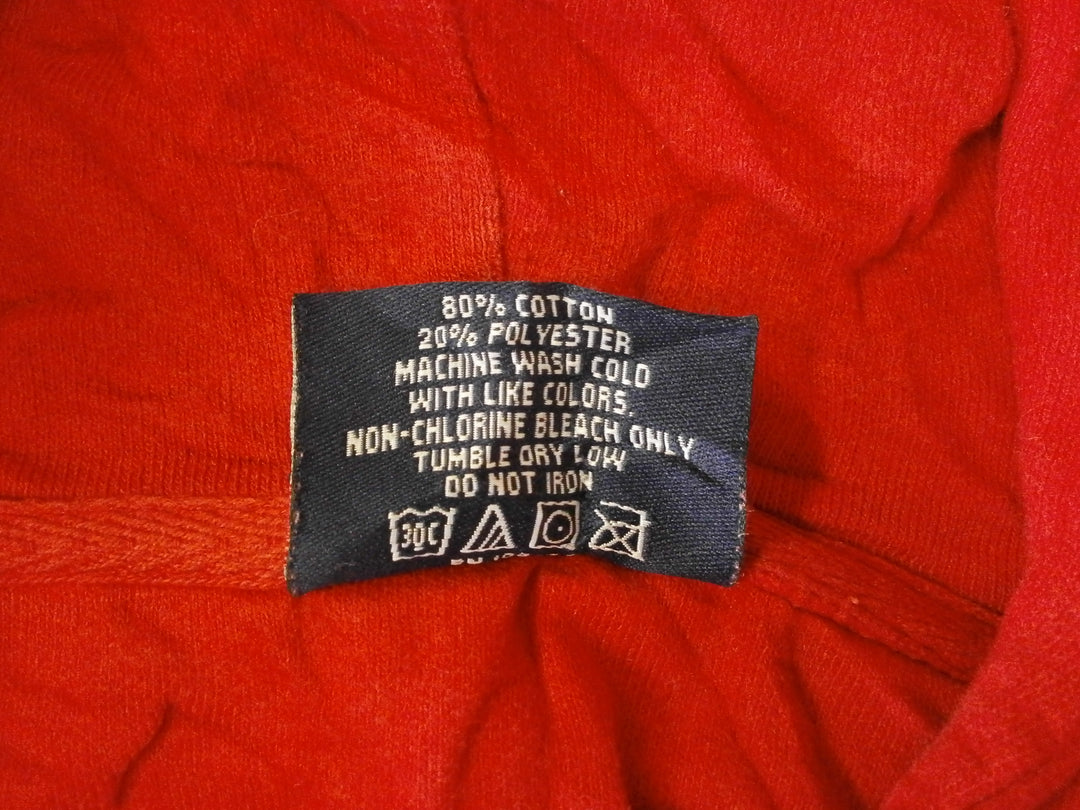 80% COTTON
20% POLYESTER
MACHINE WASH COLD
WITH LIKE COLORS.
NON-CHLORINE BLEACH ONLY
TUMBLE DRY LOW
DO NOT IRON
30C